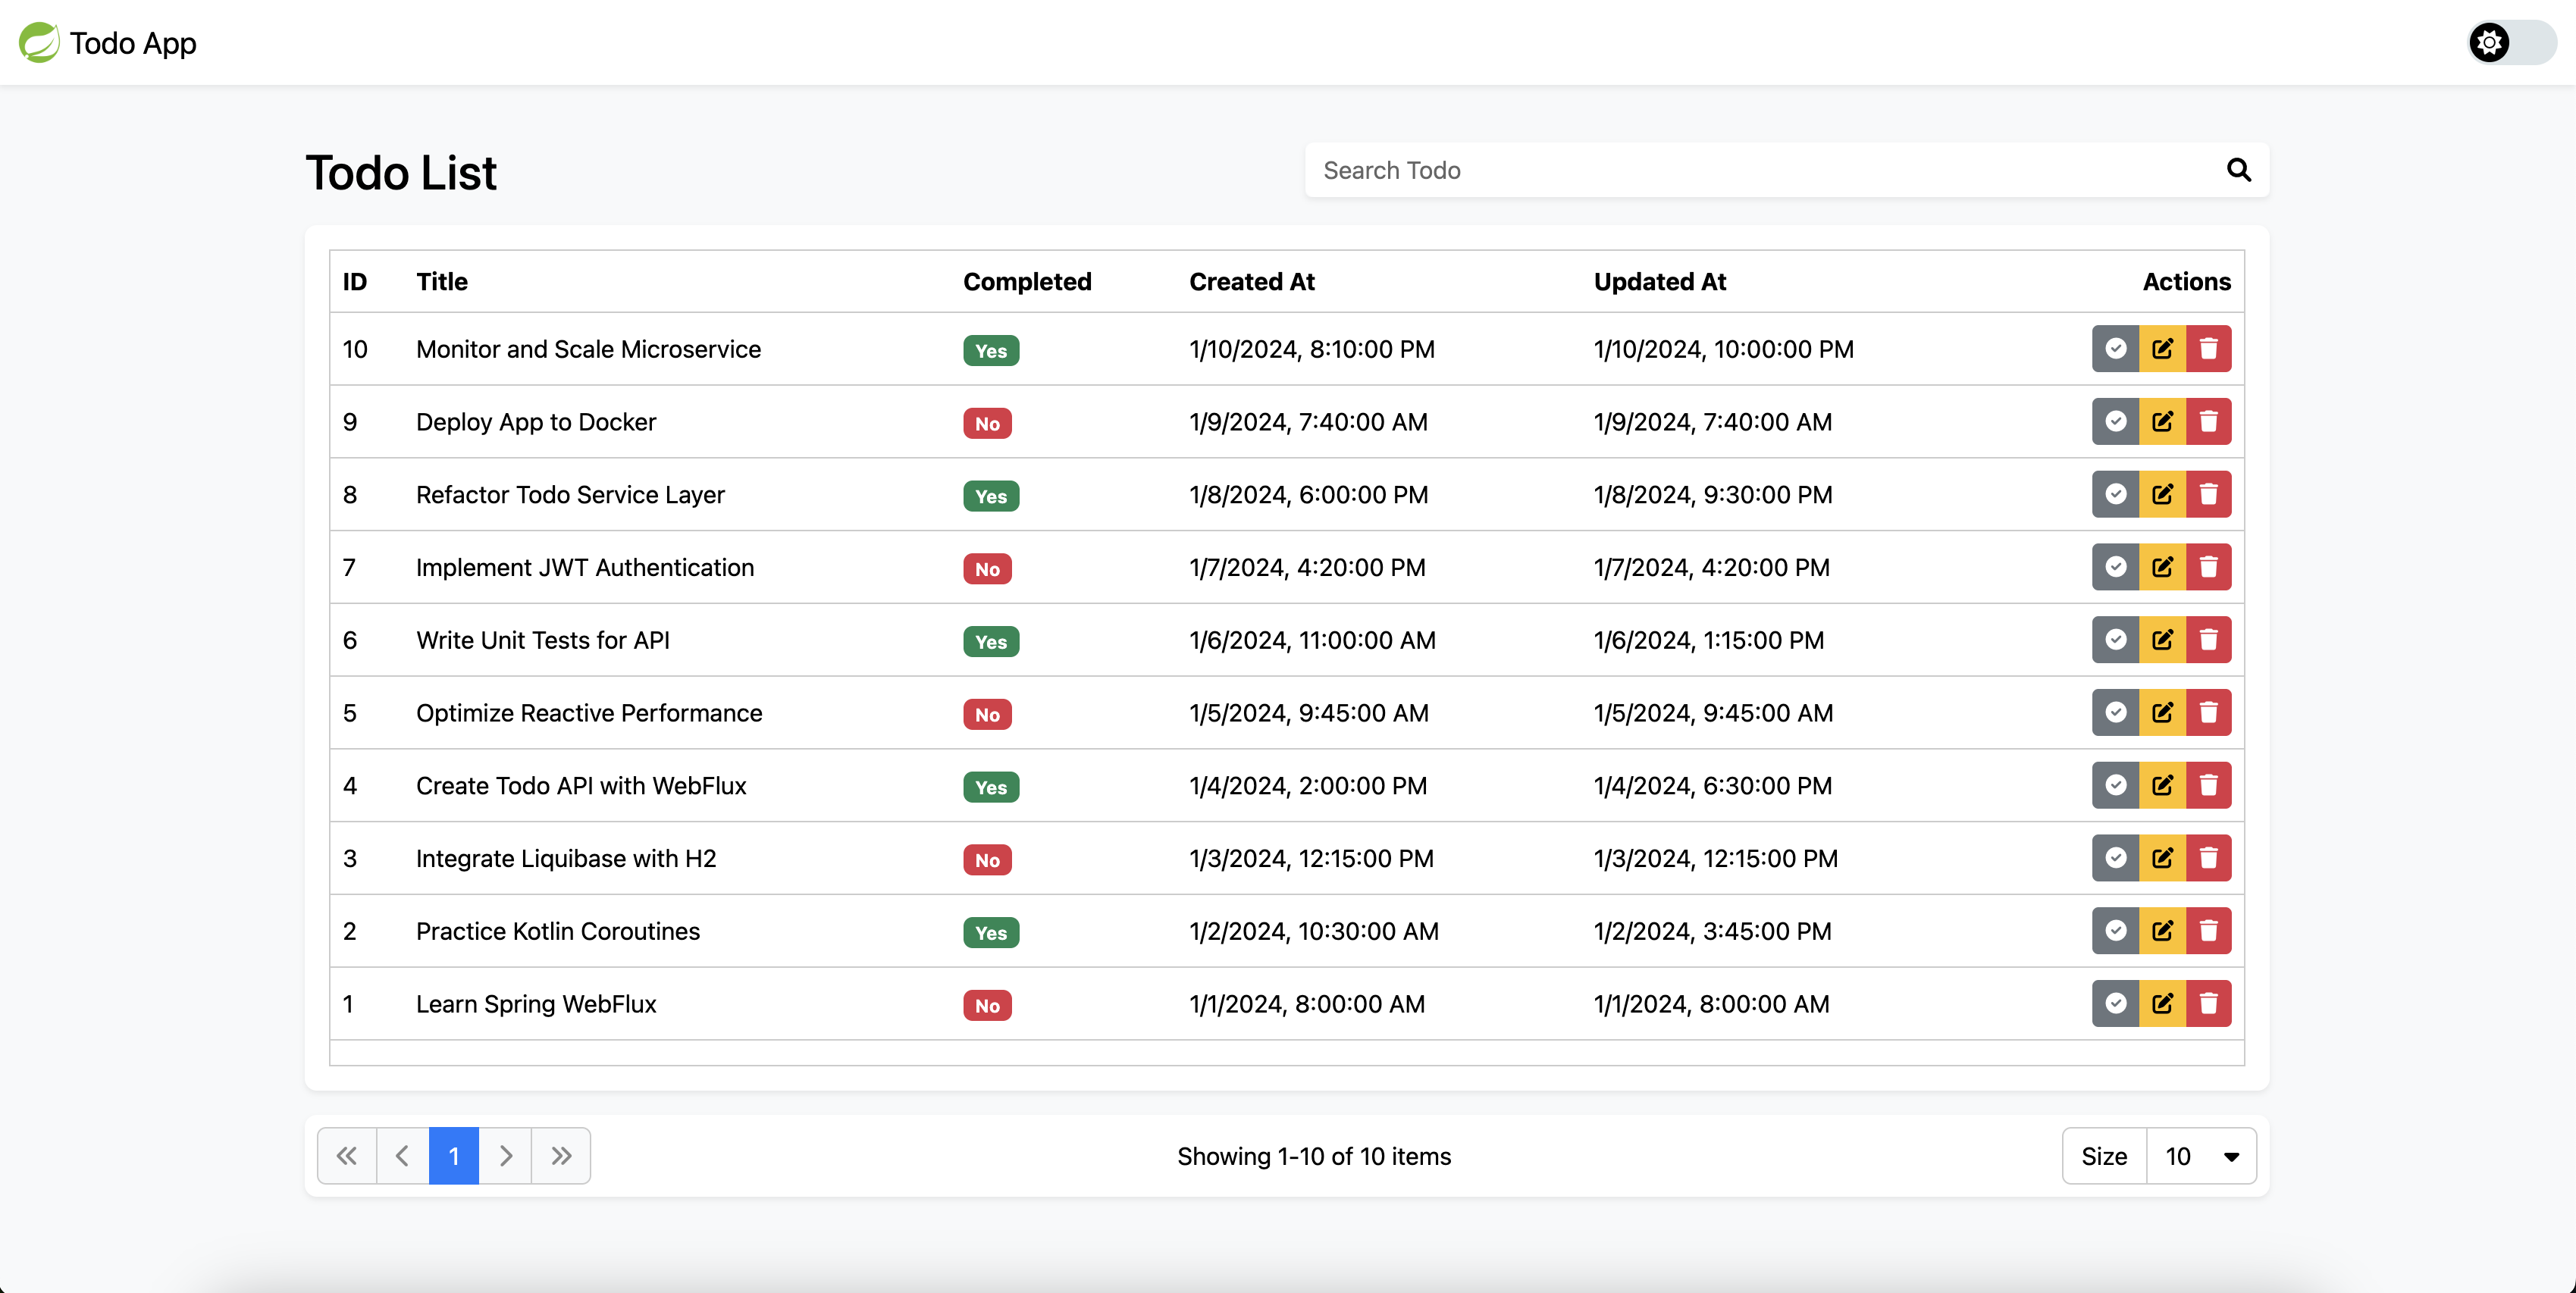 Todo App
Todo List
Search Todo
ID Title Completed Created At Updated At Actions
10 Monitor and Scale Microservice Yes 1/10/2024, 8:10:00 PM 1/10/2024, 10:00:00 PM
9 Deploy App to Docker No 1/9/2024, 7:40:00 AM 1/9/2024, 7:40:00 AM
8 Refactor Todo Service Layer Yes 1/8/2024, 6:00:00 PM 1/8/2024, 9:30:00 PM
7 Implement JWT Authentication No 1/7/2024, 4:20:00 PM 1/7/2024, 4:20:00 PM
6 Write Unit Tests for API Yes 1/6/2024, 11:00:00 AM 1/6/2024, 1:15:00 PM
5 Optimize Reactive Performance No 1/5/2024, 9:45:00 AM 1/5/2024, 9:45:00 AM
4 Create Todo API with WebFlux Yes 1/4/2024, 2:00:00 PM 1/4/2024, 6:30:00 PM
3 Integrate Liquibase with H2 No 1/3/2024, 12:15:00 PM 1/3/2024, 12:15:00 PM
2 Practice Kotlin Coroutines Yes 1/2/2024, 10:30:00 AM 1/2/2024, 3:45:00 PM
1 Learn Spring WebFlux No 1/1/2024, 8:00:00 AM 1/1/2024, 8:00:00 AM
1 Showing 1-10 of 10 items Size 10